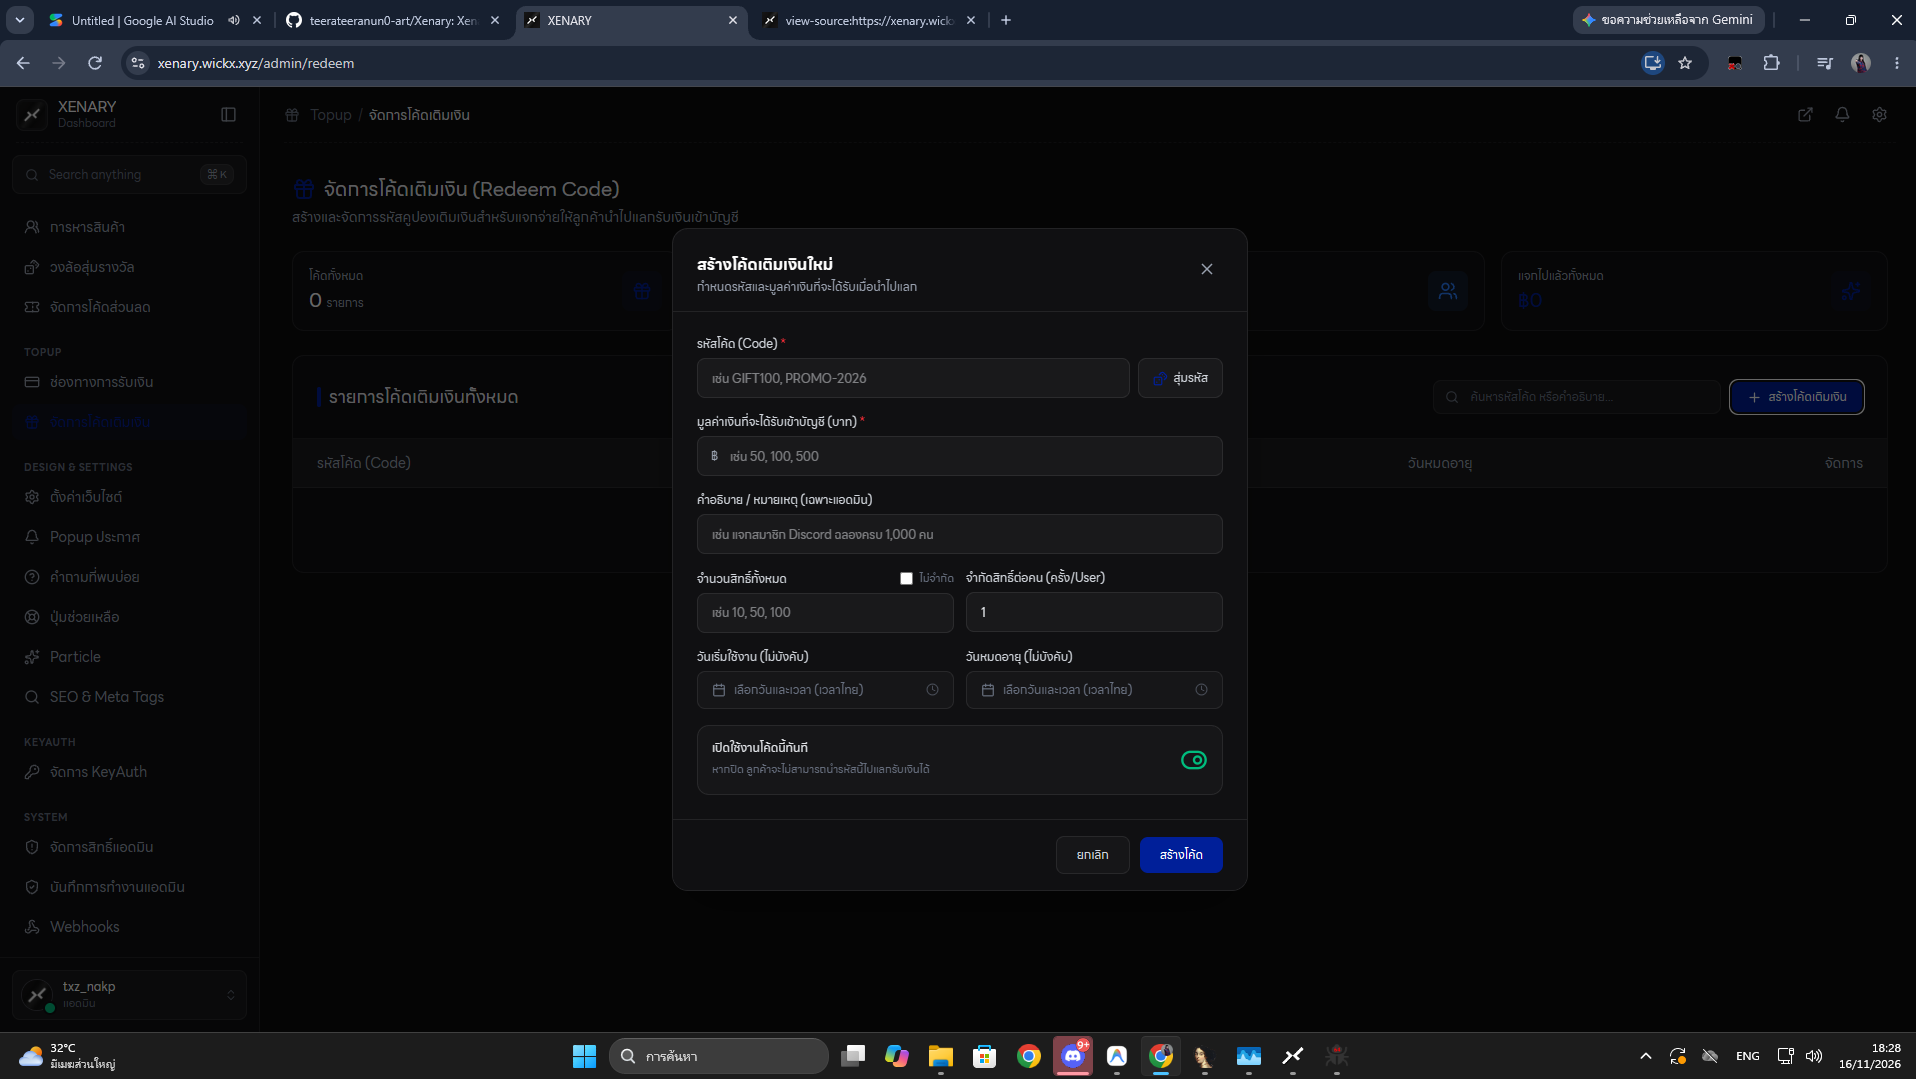 Untitled | Google AI Studio
teerateeranun0-art/Xenary: Xen
XENARY
view-source:https://xenary.wick
ขอความช่วยเหลือจาก Gemini
xenary.wickx.xyz/admin/redeem
XENARY
Dashboard
Search anything
⌘K
การหารสินค้า
วงล้อสุ่มรางวัล
จัดการโค้ดส่วนลด
TOPUP
ช่องทางการรับเงิน
จัดการโค้ดเติมเงิน
DESIGN & SETTINGS
ตั้งค่าเว็บไซต์
Popup ประกาศ
คำถามที่พบบ่อย
ปุ่มช่วยเหลือ
Particle
SEO & Meta Tags
KEYAUTH
จัดการ KeyAuth
SYSTEM
จัดการสิทธิ์แอดมิน
บันทึกการทำงานแอดมิน
Webhooks
txz_nakp
แอดมิน
Topup / จัดการโค้ดเติมเงิน
จัดการโค้ดเติมเงิน (Redeem Code)
สร้างและจัดการรหัสคูปองเติมเงินสำหรับแจกจ่ายให้ลูกค้านำไปแลกรับเงินเข้าบัญชี
โค้ดทั้งหมด
0 รายการ
แจกไปแล้วทั้งหมด
฿0
รายการโค้ดเติมเงินทั้งหมด
ค้นหารหัสโค้ด หรือคำอธิบาย...
สร้างโค้ดเติมเงิน
รหัสโค้ด (Code)
วันหมดอายุ
จัดการ
สร้างโค้ดเติมเงินใหม่
กำหนดรหัสและมูลค่าเงินที่จะได้รับเมื่อนำไปแลก
รหัสโค้ด (Code) *
เช่น GIFT100, PROMO-2026
สุ่มรหัส
มูลค่าเงินที่จะได้รับเข้าบัญชี (บาท) *
฿ เช่น 50, 100, 500
คำอธิบาย / หมายเหตุ (เฉพาะแอดมิน)
เช่น แจกสมาชิก Discord ฉลองครบ 1,000 คน
จำนวนสิทธิ์ทั้งหมด
ไม่จำกัด
จำกัดสิทธิ์ต่อคน (ครั้ง/User)
เช่น 10, 50, 100
1
วันเริ่มใช้งาน (ไม่บังคับ)
วันหมดอายุ (ไม่บังคับ)
เลือกวันและเวลา (เวลาไทย)
เลือกวันและเวลา (เวลาไทย)
เปิดใช้งานโค้ดนี้ทันที
หากปิด ลูกค้าจะไม่สามารถนำรหัสนี้ไปแลกรับเงินได้
ยกเลิก
สร้างโค้ด
32°C
มีเมฆส่วนใหญ่
การค้นหา
9+
ENG
18:28
16/11/2026